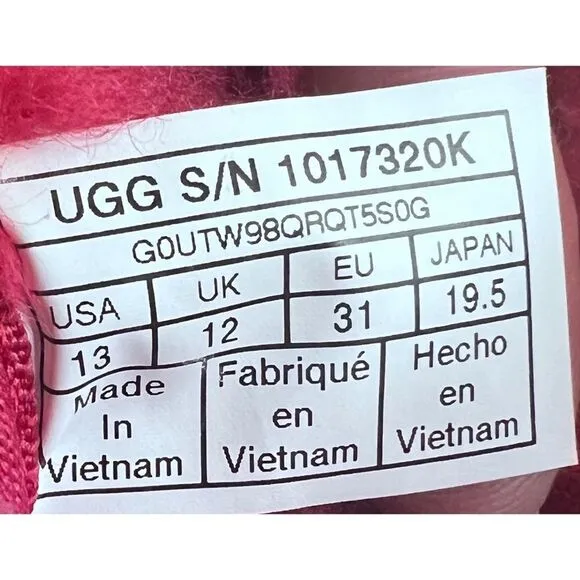 UGG S/N 1017320K
G0UTW98QRQT5S0G
USA UK EU JAPAN
13 12 31 19.5
Made In Vietnam
Fabriqué en Vietnam
Hecho en Vietnam